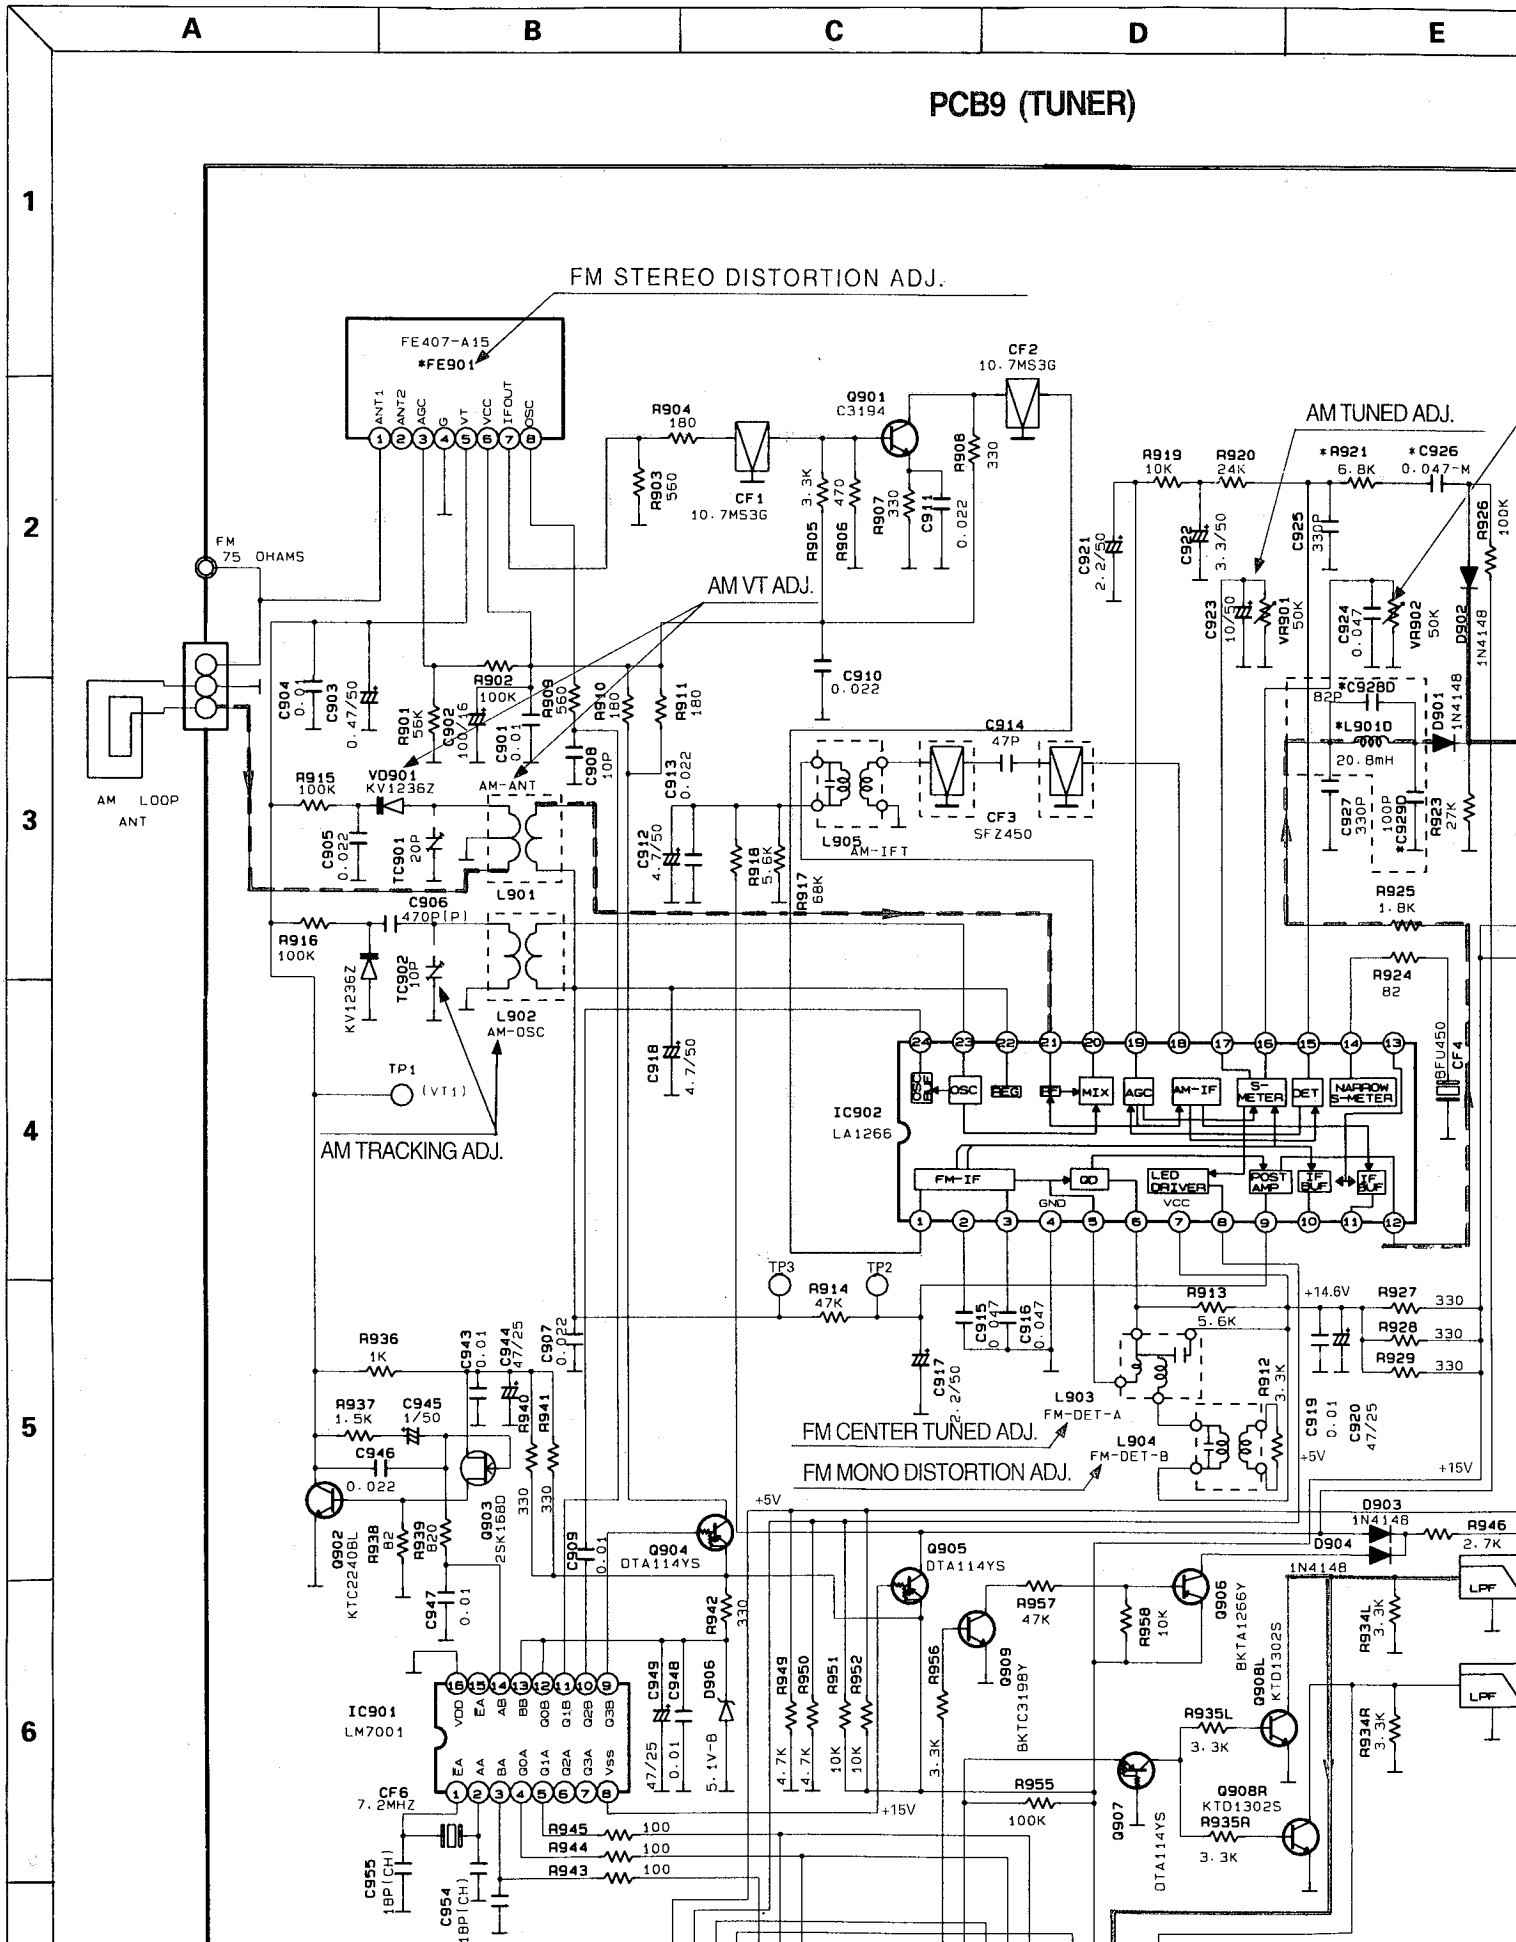 A B C D E
PCB9 (TUNER)
1
FM STEREO DISTORTION ADJ.
FE407-A15
*FE901
ANT1 ANT2 AGC G VT VCC IFOUT OSC
1 2 3 4 5 6 7 8
CF2
10.7MS3G
Q901
C3194
R904
180
R903
560
CF1
10.7MS3G
R905
3.3K
R906
470
R907
330
C911
0.022
R908
330
AM TUNED ADJ.
R919
10K
R920
24K
*R921
6.8K
*C926
0.047-M
2
C921
2.2/50
C922
3.3/50
C925
330P
R926
100K
FM
75 OHAMS
AM VT ADJ.
C923
10/50
VR901
50K
C924
0.047
VR902
50K
D902
1N4148
C904
0.01
C903
0.47/50
R901
56K
R902
100K
C902
100/16
C901
0.01
R909
560
R910
180
R911
180
C910
0.022
C908
10P
C913
0.022
C914
47P
82P
*C928D
*L901D
20.8mH
D901
1N4148
AM LOOP
ANT
3
R915
100K
VD901
KV1236Z
AM-ANT
C905
0.022
TC901
20P
L901
C912
4.7/50
R918
5.6K
R917
68K
L905
AM-IFT
CF3
SFZ450
C927
330P
100P
*C929D
R923
27K
R925
1.8K
R916
100K
C906
470P(P)
KV1236Z
TC902
10P
L902
AM-OSC
R924
82
C918
4.7/50
BFU450
CF4
TP1
(VT1)
AM TRACKING ADJ.
4
IC902
LA1266
24 23 22 21 20 19 18 17 16 15 14 13
OSC
BUF
OSC
REG
RF
MIX
AGC
AM-IF
S-
METER
DET
NARROW
S-METER
FM-IF
QD
LED
DRIVER
POST
AMP
IF
BUF
IF
BUF
GND
VCC
1 2 3 4 5 6 7 8 9 10 11 12
TP3
TP2
R914
47K
C915
0.047
C916
0.047
R913
5.6K
+14.6V
R927
330
R928
330
R929
330
R936
1K
C943
0.01
C944
47/25
C907
0.022
C917
2.2/50
R912
3.3K
5
R937
1.5K
C945
1/50
R940
330
R941
330
C946
0.022
L903
FM-DET-A
FM CENTER TUNED ADJ.
L904
FM-DET-B
FM MONO DISTORTION ADJ.
C919
0.01
C920
47/25
+5V
+15V
Q902
KTC2240BL
R938
82
R939
820
Q903
2SK168D
C909
0.01
Q904
DTA114YS
+5V
Q905
DTA114YS
D903
1N4148
D904
1N4148
R946
2.7K
C947
0.01
R942
330
R957
47K
R958
10K
Q906
BKTA1266Y
R934L
3.3K
LPF
R956
3.3K
Q909
BKTC3198Y
Q908L
KTD1302S
6
IC901
LM7001
16 15 14 13 12 11 10 9
VDD EA AB BB Q0B Q1B Q2B Q3B
EA AA BA Q0A Q1A Q2A Q3A VSS
1 2 3 4 5 6 7 8
C949
47/25
C948
0.01
D906
5.1V-B
R949
4.7K
R950
4.7K
R951
10K
R952
10K
R935L
3.3K
R934R
3.3K
LPF
CF6
7.2MHZ
+15V
R955
100K
Q907
DTA114YS
Q908R
KTD1302S
R935R
3.3K
R945 100
R944 100
R943 100
C955
18P(CH)
C954
18P(CH)